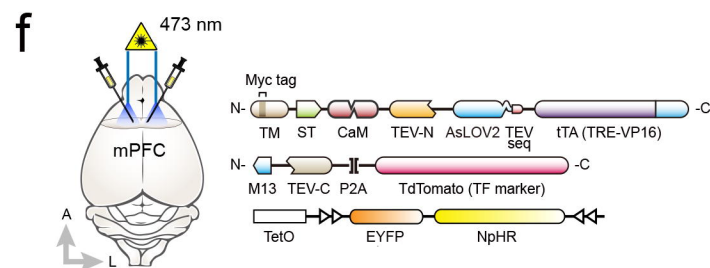 f
473 nm
mPFC
A
L
Myc tag
N-
-C
TM ST CaM TEV-N AsLOV2 TEV seq tTA (TRE-VP16)
N-
-C
M13 TEV-C P2A TdTomato (TF marker)
TetO EYFP NpHR